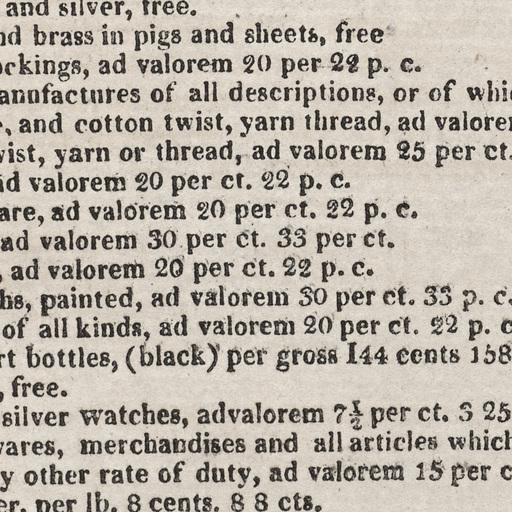 and silver, free.
nd brass in pigs and sheets, free
ockings, ad valorem 20 per 22 p. c.
anufactures of all descriptions, or of whi
, and cotton twist, yarn thread, ad valore
wist, yarn or thread, ad valorem 25 per ct.
ad valorem 20 per ct. 22 p. c.
are, ad valorem 20 per ct. 22 p. c.
ad valorem 30 per ct. 33 per ct.
, ad valorem 20 per ct. 22 p. c.
hs, painted, ad valorem 30 per ct. 33 p. c.
of all kinds, ad valorem 20 per ct. 22 p. c
rt bottles, (black) per gross 144 cents 158
, free.
silver watches, advalorem 7½ per ct. 3 25
wares, merchandises and all articles which
y other rate of duty, ad valorem 15 per c
er, per lb. 8 cents. 8 8 cts.